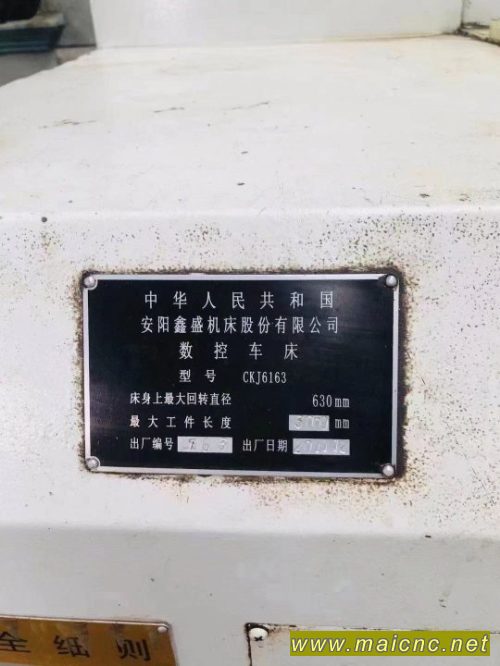 中华人民共和国
安阳鑫盛机床股份有限公司
数控车床
型号 CKJ6163
床身上最大回转直径 630mm
最大工件长度 mm
出厂编号 出厂日期
全细则
www.maicnc.net